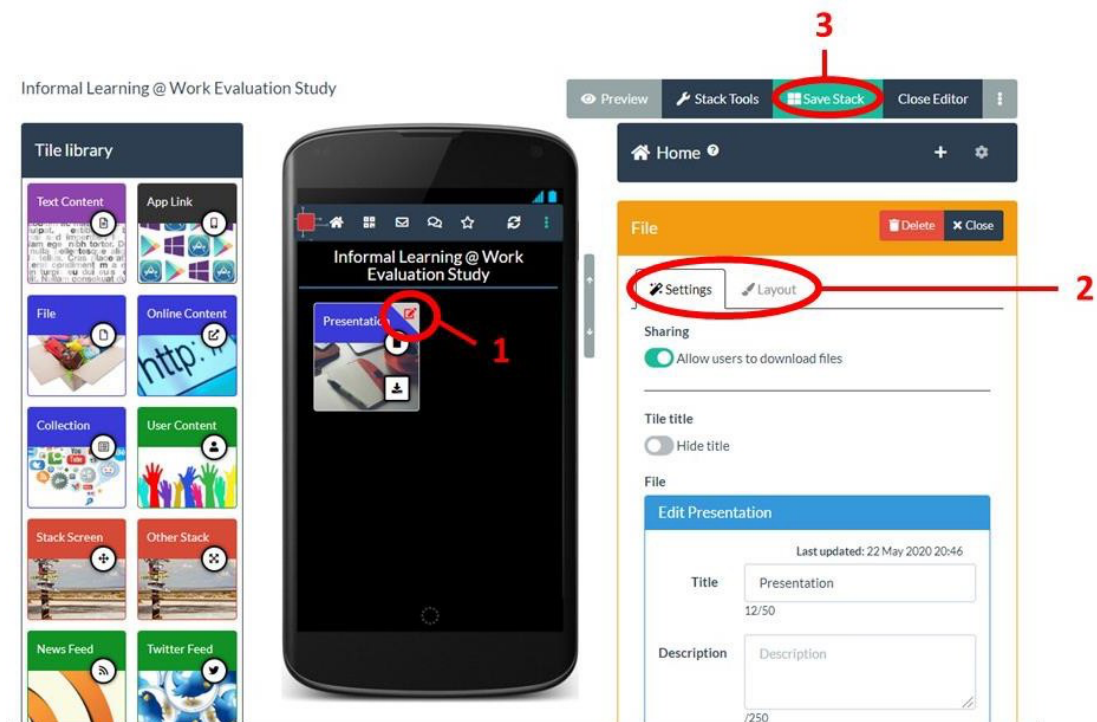 3
Informal Learning @ Work Evaluation Study
Preview
Stack Tools
Save Stack
Close Editor
Tile library
Text Content
App Link
File
Online Content
http:
Collection
User Content
Stack Screen
Other Stack
News Feed
Twitter Feed
Informal Learning @ Work
Evaluation Study
Presentation
1
Home
File
Delete
Close
Settings
Layout
2
Sharing
Allow users to download files
Tile title
Hide title
File
Edit Presentation
Last updated: 22 May 2020 20:46
Title
Presentation
12/50
Description
Description
/250